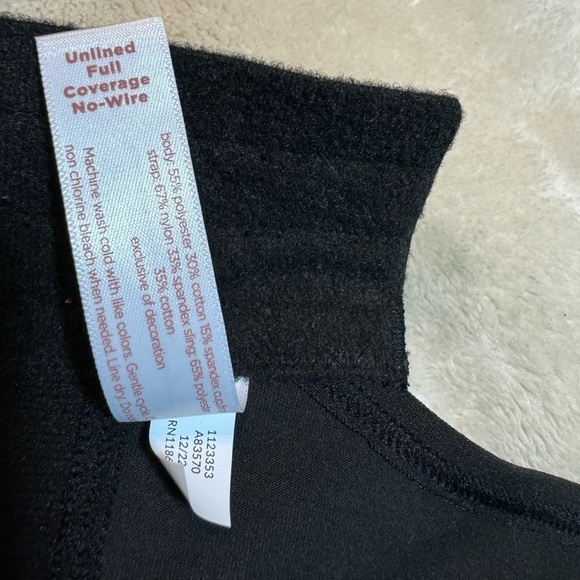 Unlined
Full
Coverage
No-Wire
body: 55% polyester 30% cotton 15% spandex
strap: 67% nylon 33% spandex sling: 65%
35% cotton
exclusive of decoration
Machine wash cold with like colors. Gentle
non chlorine bleach when needed. Line dry.
1123353
A83570
12/22
RN1186